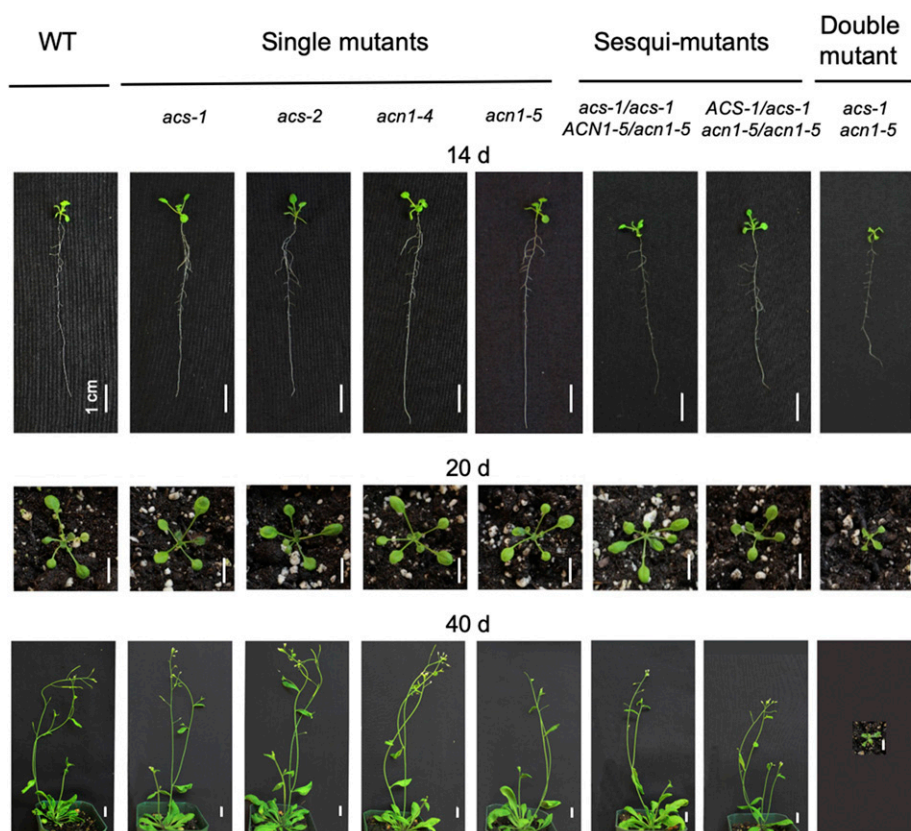 WT
Single mutants
Sesqui-mutants
Double
mutant
acs-1
acs-2
acn1-4
acn1-5
acs-1/acs-1
ACN1-5/acn1-5
ACS-1/acs-1
acn1-5/acn1-5
acs-1
acn1-5
14 d
1 cm
20 d
40 d